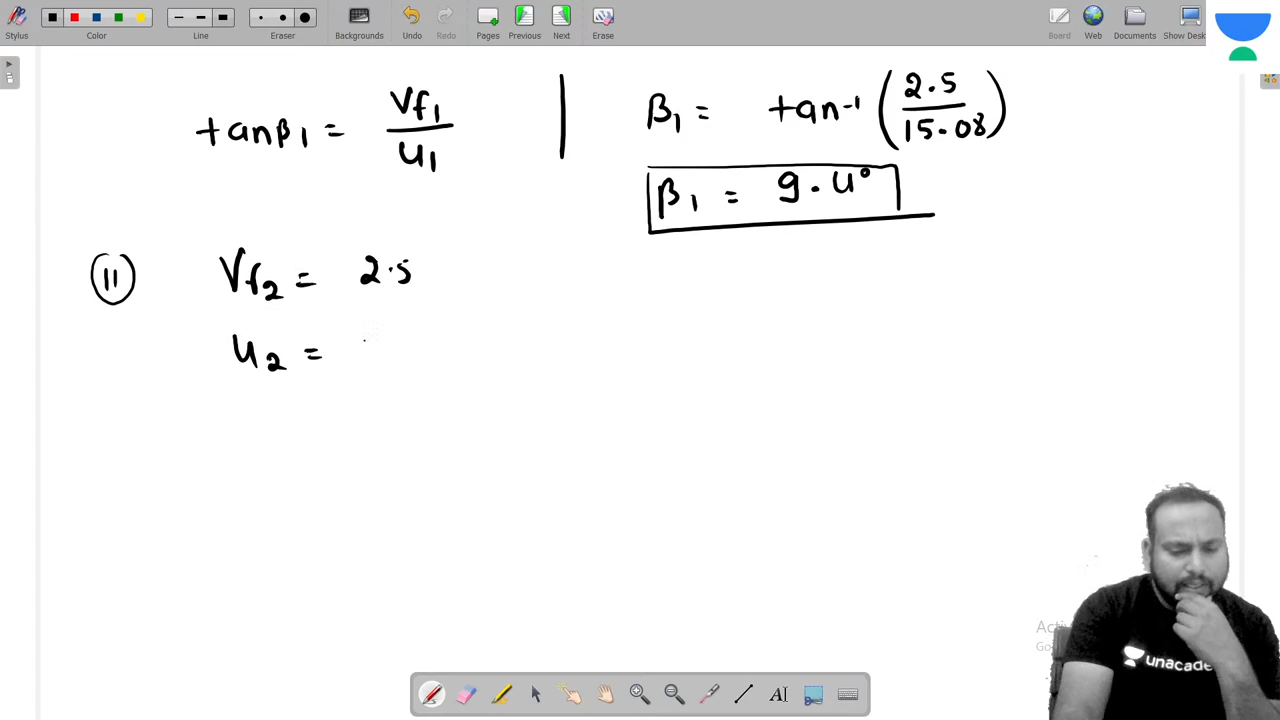 Stylus Color Line Eraser Backgrounds Undo Redo Pages Previous Next Erase Board Web Documents Show Desk
tanβ1 = Vf1 / u1
β1 = tan-1 (2.5 / 15.08)
β1 = 9.4°
II Vf2 = 2.5
u2 =
unacade
AI